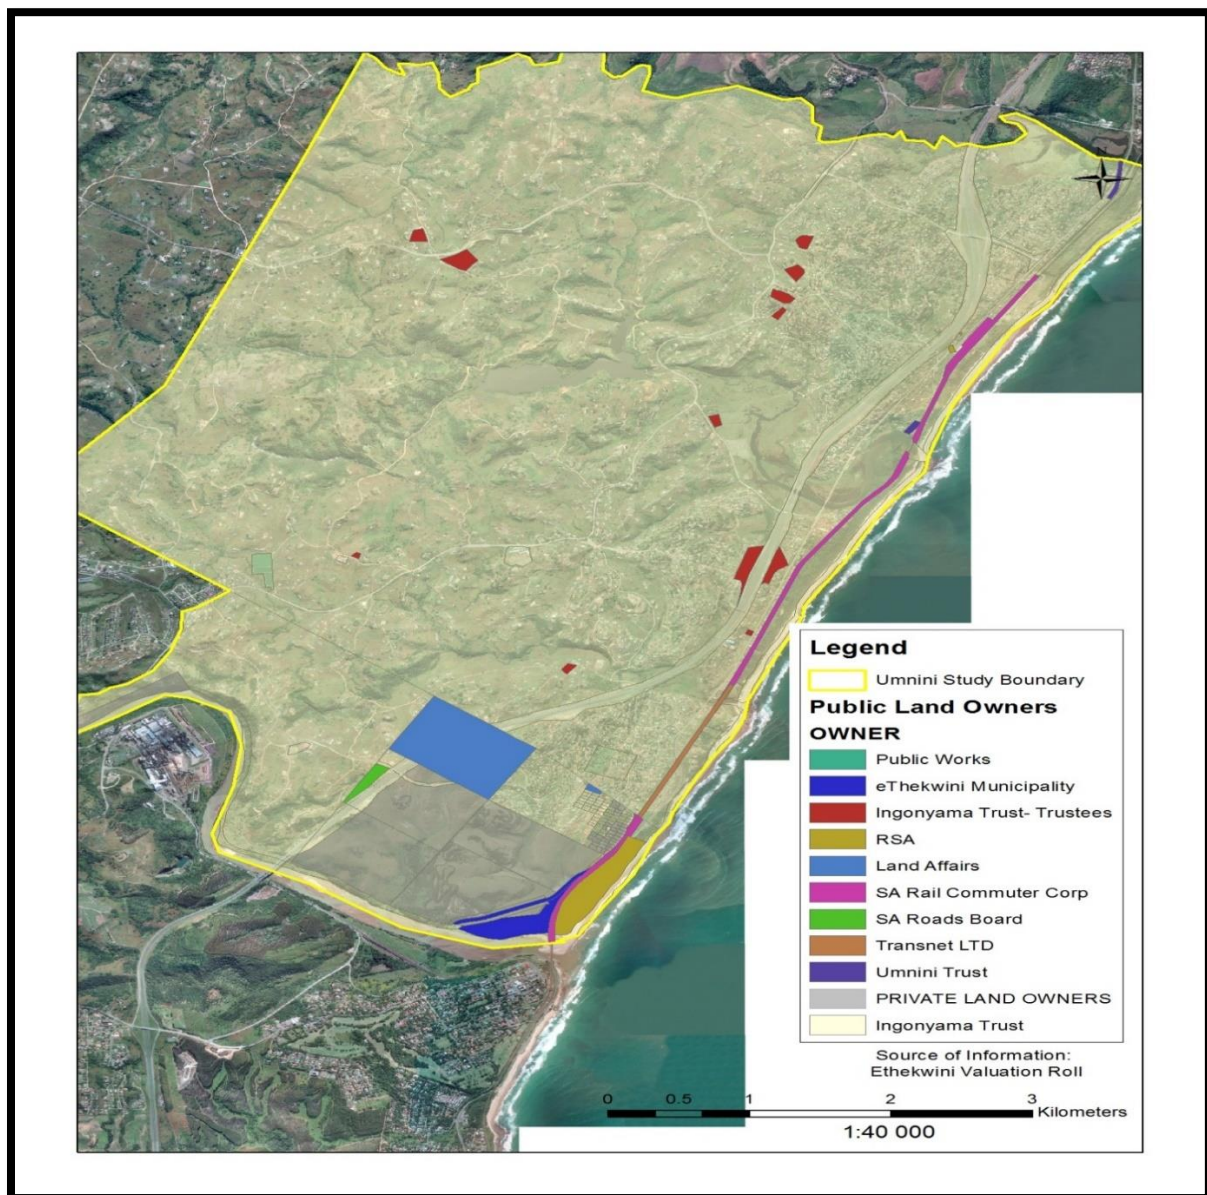 Legend
Umnini Study Boundary
Public Land Owners
OWNER
Public Works
eThekwini Municipality
Ingonyama Trust- Trustees
RSA
Land Affairs
SA Rail Commuter Corp
SA Roads Board
Transnet LTD
Umnini Trust
PRIVATE LAND OWNERS
Ingonyama Trust
Source of Information:
Ethekwini Valuation Roll
0 0.5 1 2 3
Kilometers
1:40 000